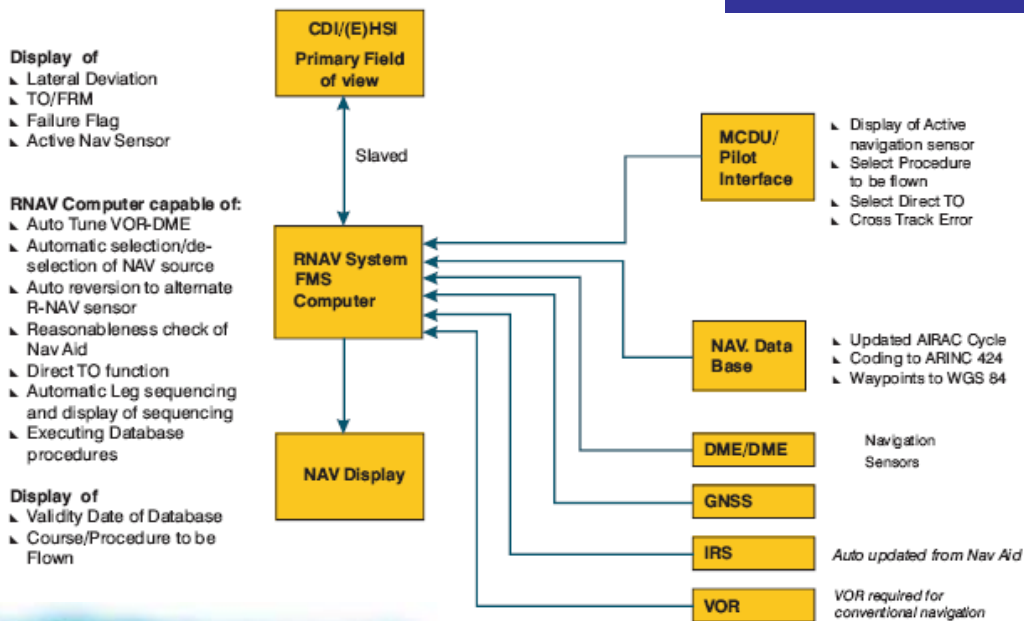 CDI/(E)HSI
Primary Field
of view
Display of
Lateral Deviation
TO/FRM
Failure Flag
Active Nav Sensor
Slaved
MCDU/
Pilot
Interface
Display of Active
navigation sensor
Select Procedure
to be flown
Select Direct TO
Cross Track Error
RNAV Computer capable of:
Auto Tune VOR-DME
Automatic selection/de-
selection of NAV source
Auto reversion to alternate
R-NAV sensor
Reasonableness check of
Nav Aid
Direct TO function
Automatic Leg sequencing
and display of sequencing
Executing Database
procedures
RNAV System
FMS
Computer
NAV. Data
Base
Updated AIRAC Cycle
Coding to ARINC 424
Waypoints to WGS 84
Display of
Validity Date of Database
Course/Procedure to be
Flown
NAV Display
DME/DME
Navigation
Sensors
GNSS
IRS
Auto updated from Nav Aid
VOR
VOR required for
conventional navigation